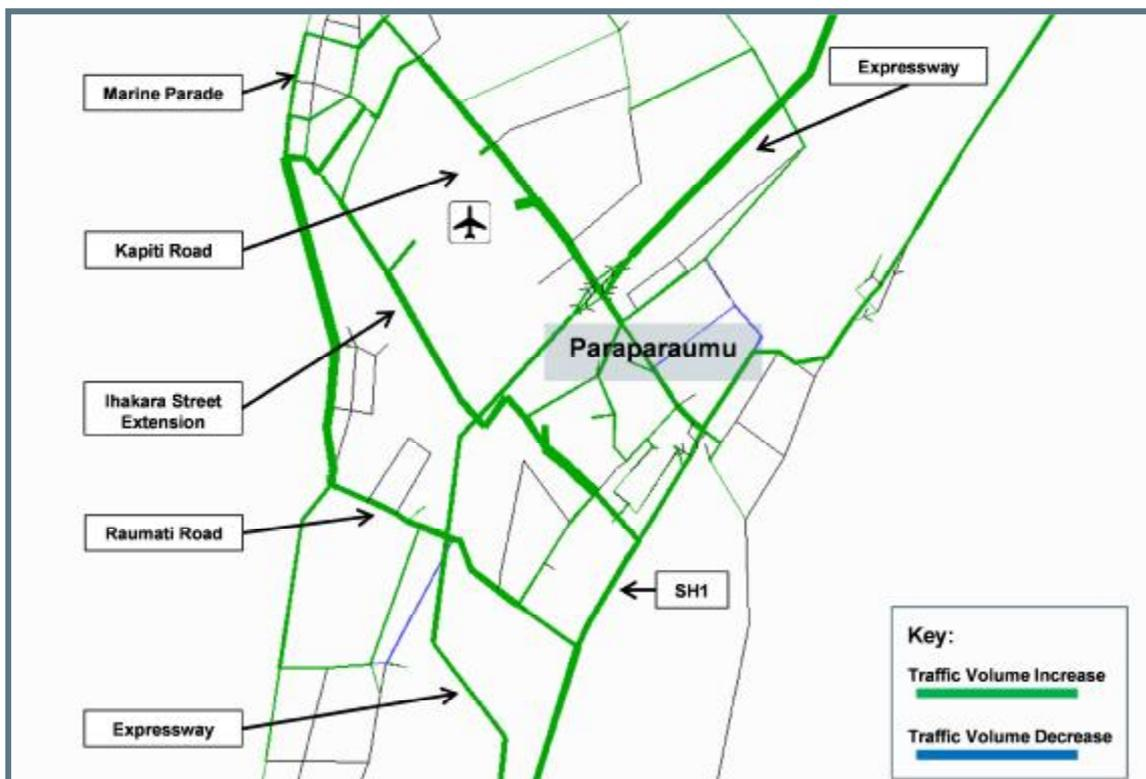 Marine Parade
Expressway
Kapiti Road
Paraparaumu
Ihakara Street
Extension
Raumati Road
SH1
Expressway
Key:
Traffic Volume Increase
Traffic Volume Decrease